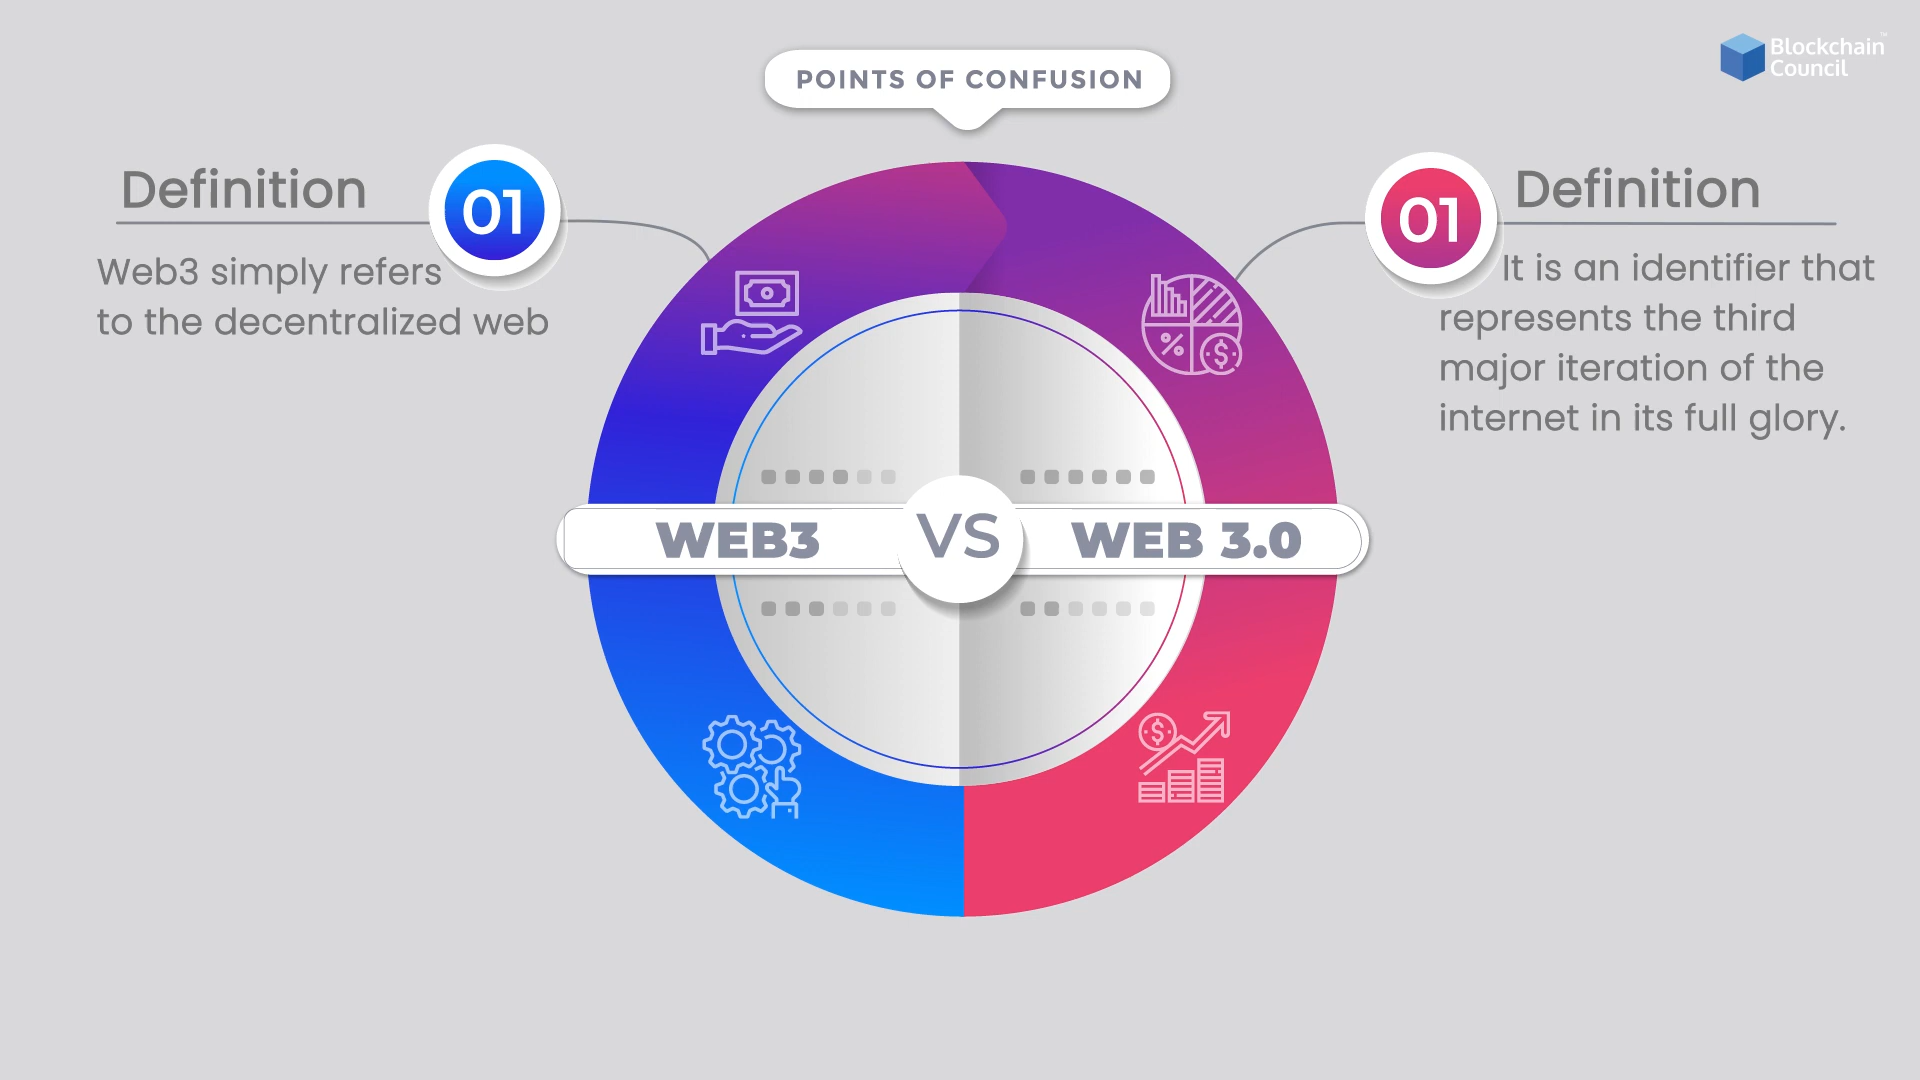 POINTS OF CONFUSION
Blockchain™
Council
Definition
01
Web3 simply refers
to the decentralized web
01
Definition
It is an identifier that
represents the third
major iteration of the
internet in its full glory.
WEB3
VS
WEB 3.0
%
$
$